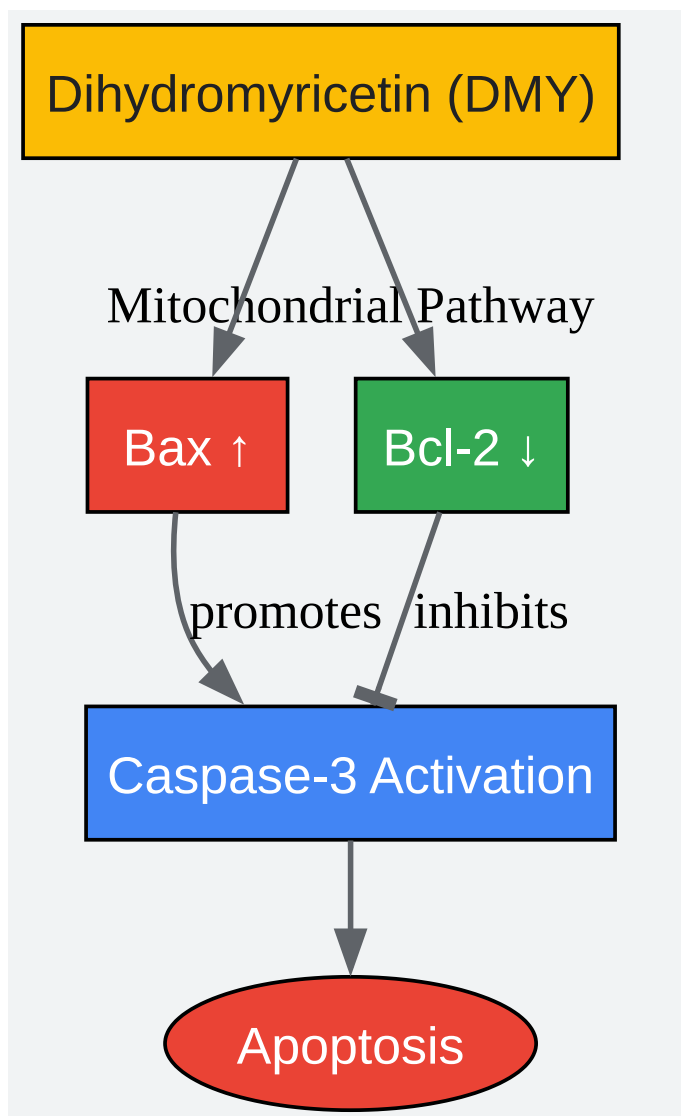 Dihydromyricetin (DMY)
Mitochondrial Pathway
Bax ↑
Bcl-2 ↓
promotes
inhibits
Caspase-3 Activation
Apoptosis